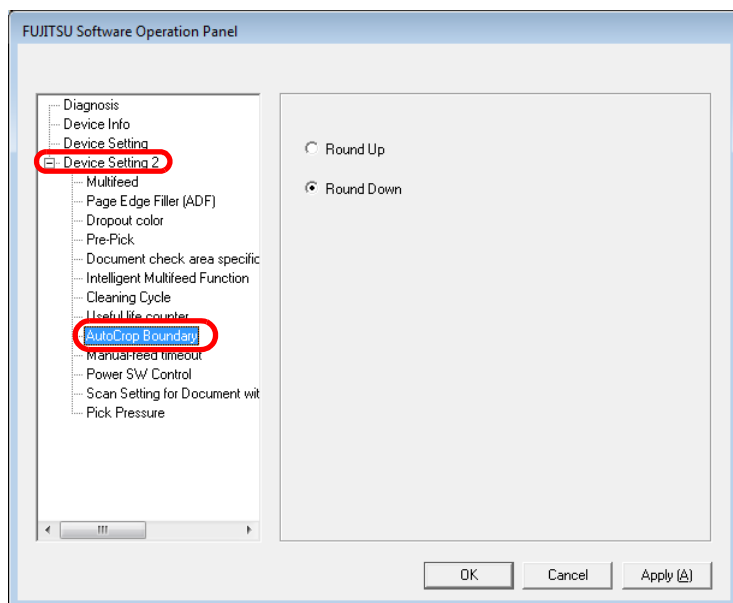 FUJITSU Software Operation Panel
Diagnosis
Device Info
Device Setting
Device Setting 2
Multifeed
Page Edge Filler (ADF)
Dropout color
Pre-Pick
Document check area specific
Intelligent Multifeed Function
Cleaning Cycle
Useful life counter
AutoCrop Boundary
Manual-feed timeout
Power SW Control
Scan Setting for Document wit
Pick Pressure
Round Up
Round Down
OK Cancel Apply (A)